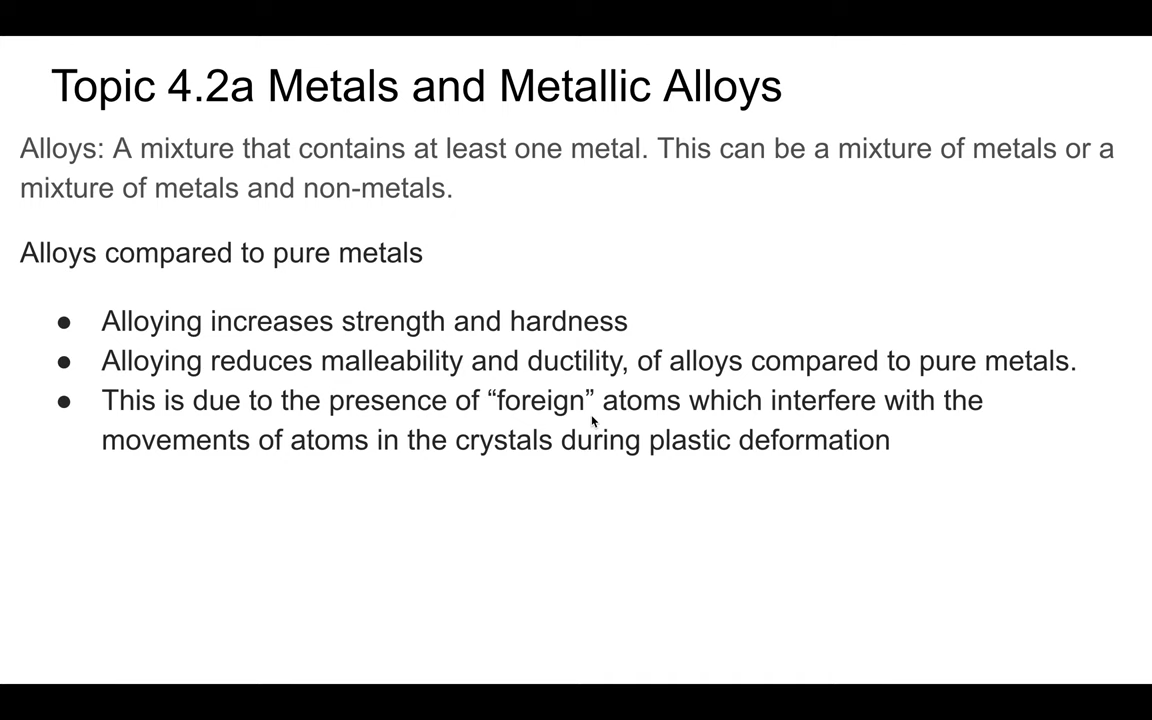 Topic 4.2a Metals and Metallic Alloys
Alloys: A mixture that contains at least one metal. This can be a mixture of metals or a
mixture of metals and non-metals.
Alloys compared to pure metals
● Alloying increases strength and hardness
● Alloying reduces malleability and ductility, of alloys compared to pure metals.
● This is due to the presence of “foreign” atoms which interfere with the
movements of atoms in the crystals during plastic deformation